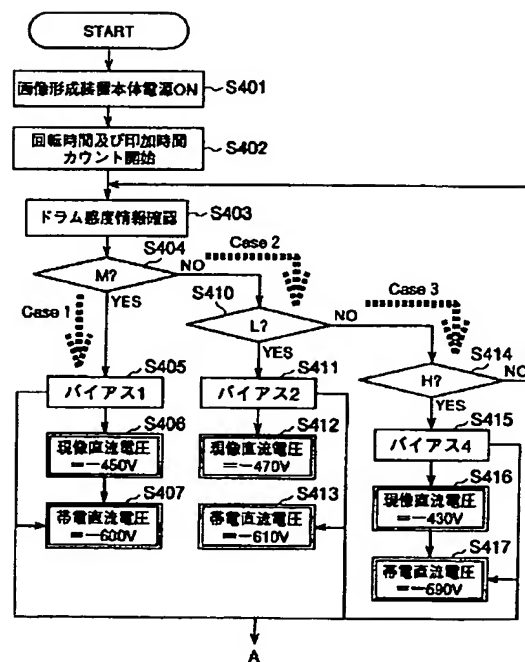 START
画像形成装置本体電源ON
S401
回転時間及び印加時間
カウント開始
S402
ドラム感度情報確認
S403
S404
M?
NO
YES
Case 1
Case 2
S410
L?
NO
YES
Case 3
S414
H?
NO
YES
S405
バイアス1
S411
バイアス2
S415
バイアス4
S406
現像直流電圧
=−450V
S412
現像直流電圧
=−470V
S416
現像直流電圧
=−430V
S407
帯電直流電圧
=−600V
S413
帯電直流電圧
=−610V
S417
帯電直流電圧
=−590V
A